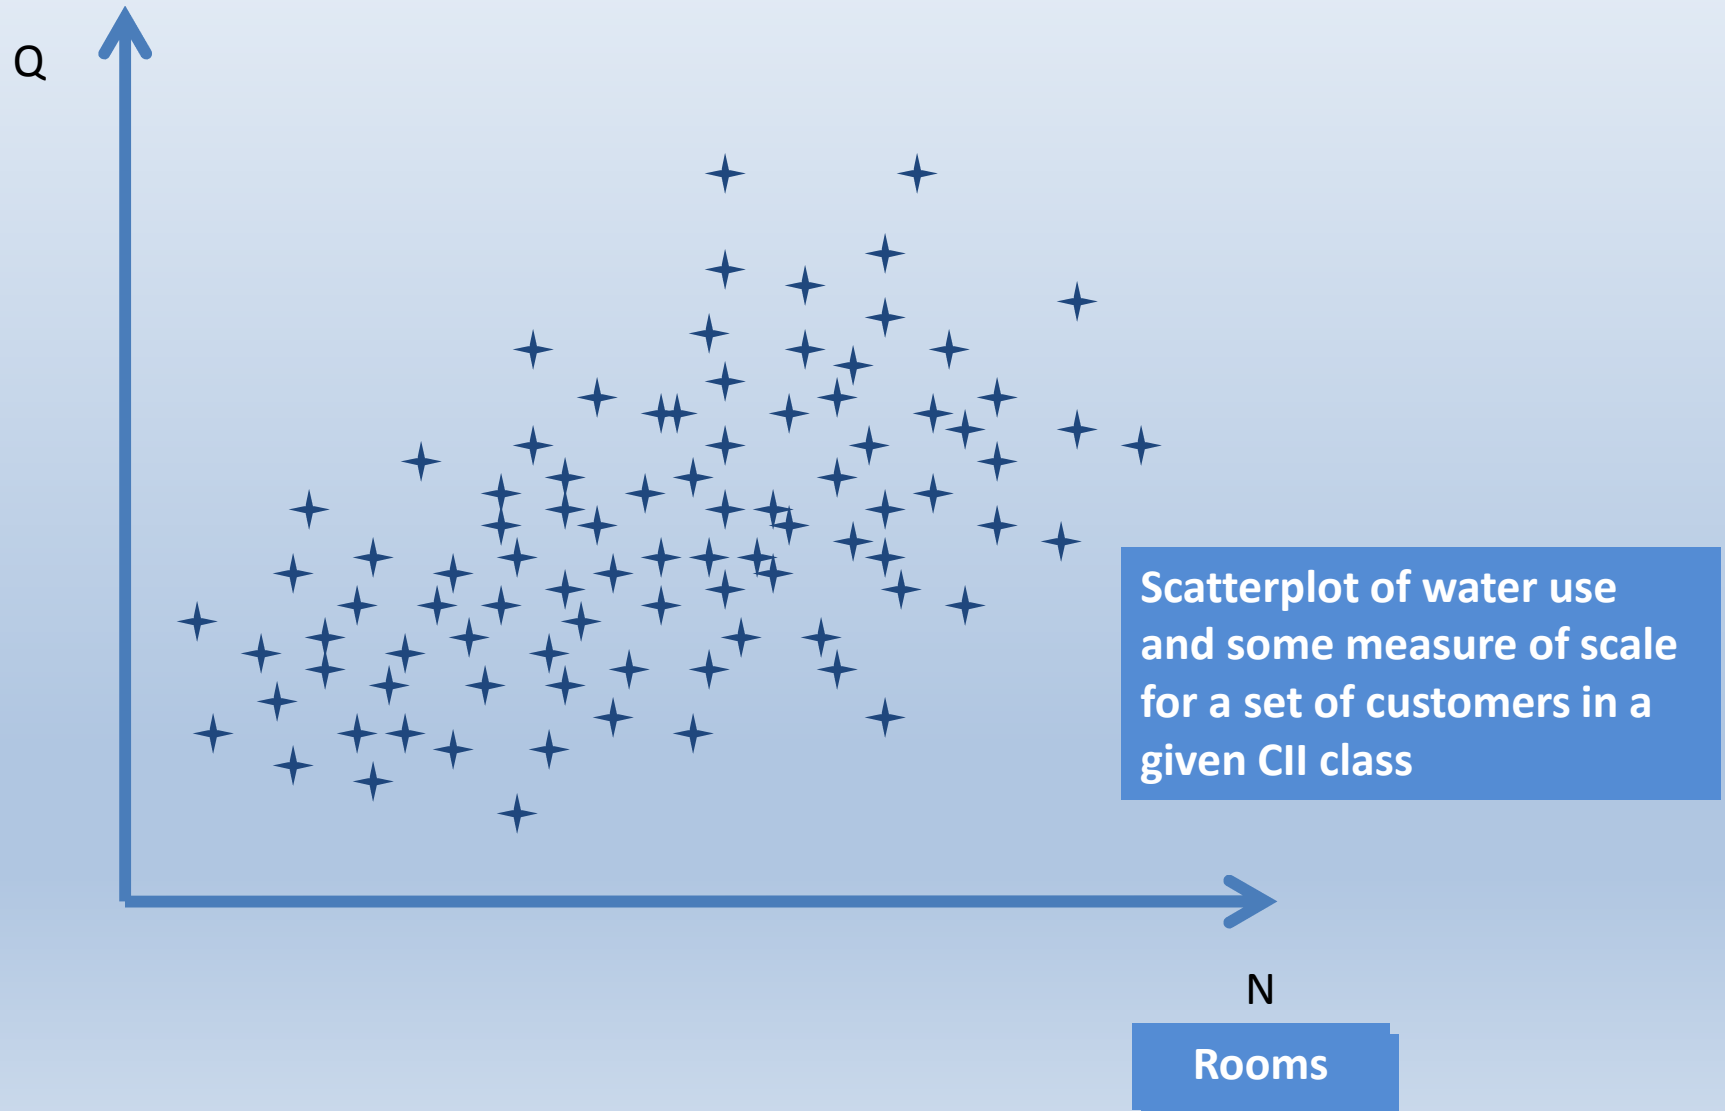 Q
Scatterplot of water use
and some measure of scale
for a set of customers in a
given CII class
N
Rooms